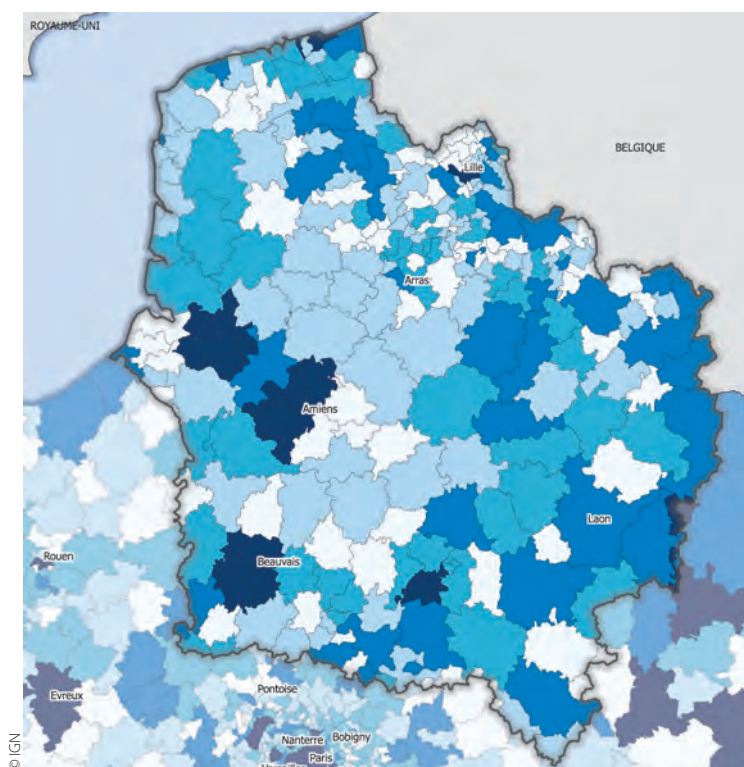 ROYAUME-UNI
BELGIQUE
Lille
Arras
Amiens
Laon
Beauvais
Rouen
Evreux
Pontoise
Nanterre
Bobigny
Paris
© IGN